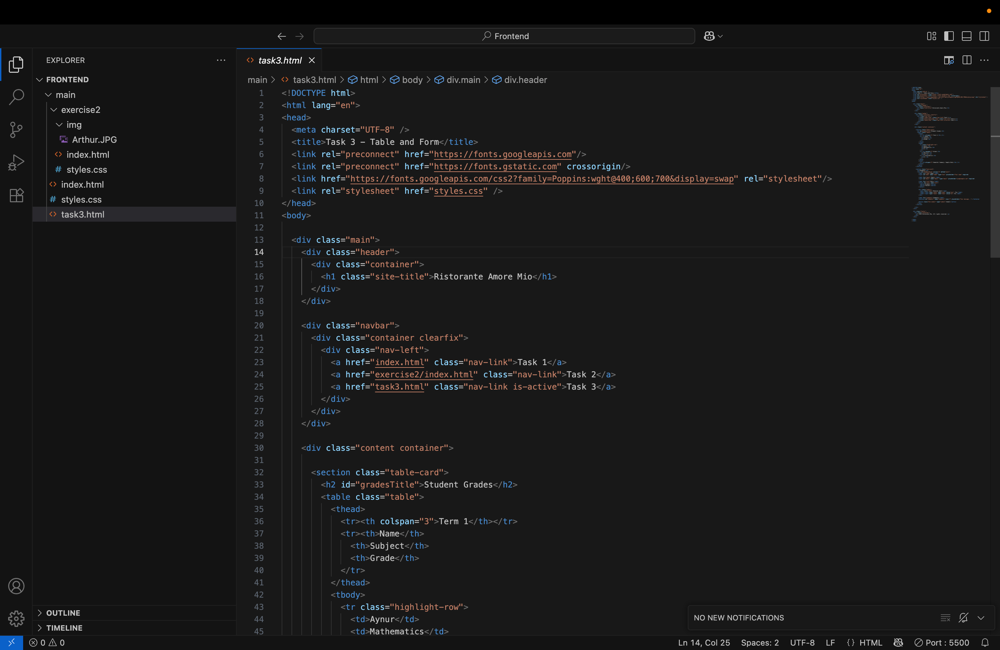 Frontend
EXPLORER
FRONTEND
main
exercise2
img
Arthur.JPG
index.html
styles.css
index.html
styles.css
task3.html
OUTLINE
TIMELINE
task3.html
main > task3.html > html > body > div.main > div.header
1 <!DOCTYPE html>
2 <html lang="en">
3 <head>
4 <meta charset="UTF-8" />
5 <title>Task 3 - Table and Form</title>
6 <link rel="preconnect" href="https://fonts.googleapis.com"/>
7 <link rel="preconnect" href="https://fonts.gstatic.com" crossorigin/>
8 <link href="https://fonts.googleapis.com/css2?family=Poppins:wght@400;600;700&display=swap" rel="stylesheet"/>
9 <link rel="stylesheet" href="styles.css" />
10 </head>
11 <body>
12
13 <div class="main">
14 <div class="header">
15 <div class="container">
16 <h1 class="site-title">Ristorante Amore Mio</h1>
17 </div>
18 </div>
19
20 <div class="navbar">
21 <div class="container clearfix">
22 <div class="nav-left">
23 <a href="index.html" class="nav-link">Task 1</a>
24 <a href="exercise2/index.html" class="nav-link">Task 2</a>
25 <a href="task3.html" class="nav-link is-active">Task 3</a>
26 </div>
27 </div>
28 </div>
29
30 <div class="content container">
31
32 <section class="table-card">
33 <h2 id="gradesTitle">Student Grades</h2>
34 <table class="table">
35 <thead>
36 <tr><th colspan="3">Term 1</th></tr>
37 <tr><th>Name</th>
38 <th>Subject</th>
39 <th>Grade</th>
40 </tr>
41 </thead>
42 <tbody>
43 <tr class="highlight-row">
44 <td>Aynur</td>
45 <td>Mathematics</td>
NO NEW NOTIFICATIONS
0 0
Ln 14, Col 25 Spaces: 2 UTF-8 LF {} HTML Port : 5500